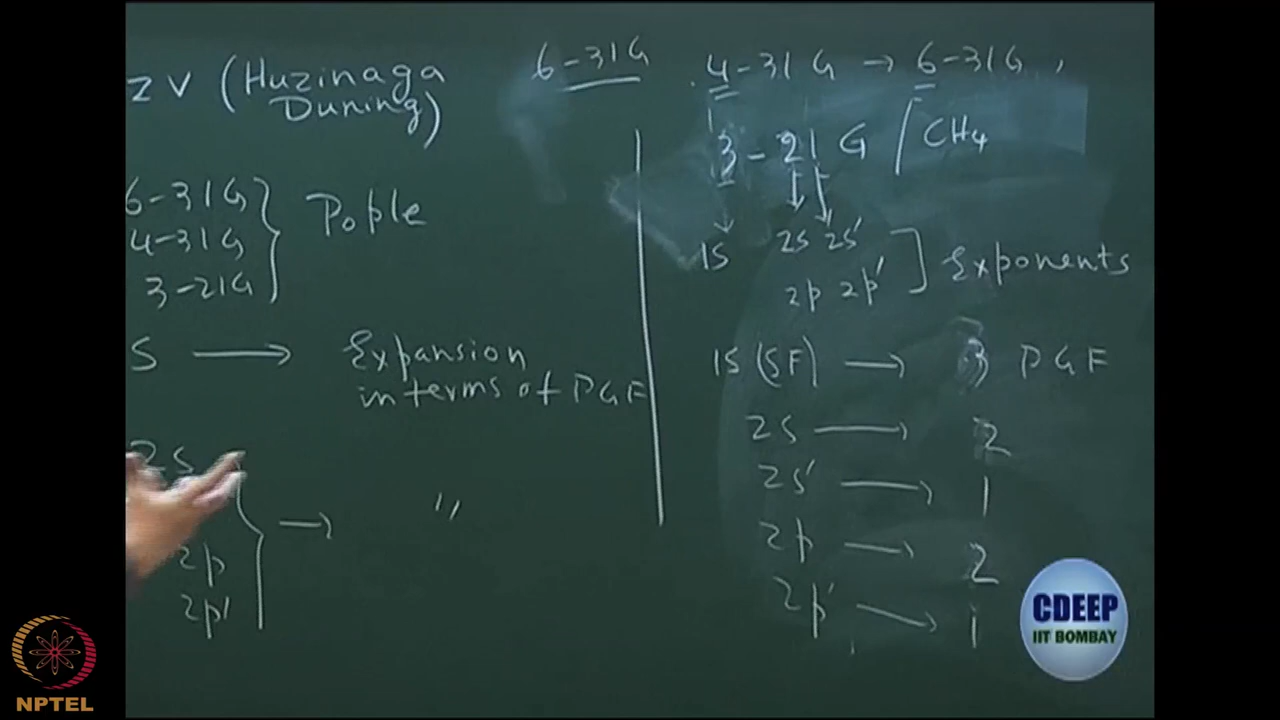 ZV (Huzinaga
Duning)
6-31G
4-31G
3-21G
Pople
S → Expansion
in terms of PGF
2s
2p
2p'
→ "
6-31G
4-31G → 6-31G,
3-21G / CH4
1S 2s 2s'
2p 2p'
] Exponents
1S (SF) → 3 PGF
2s → 2
2s' → 1
2p → 2
2p' → 1
CDEEP
IIT BOMBAY
NPTEL